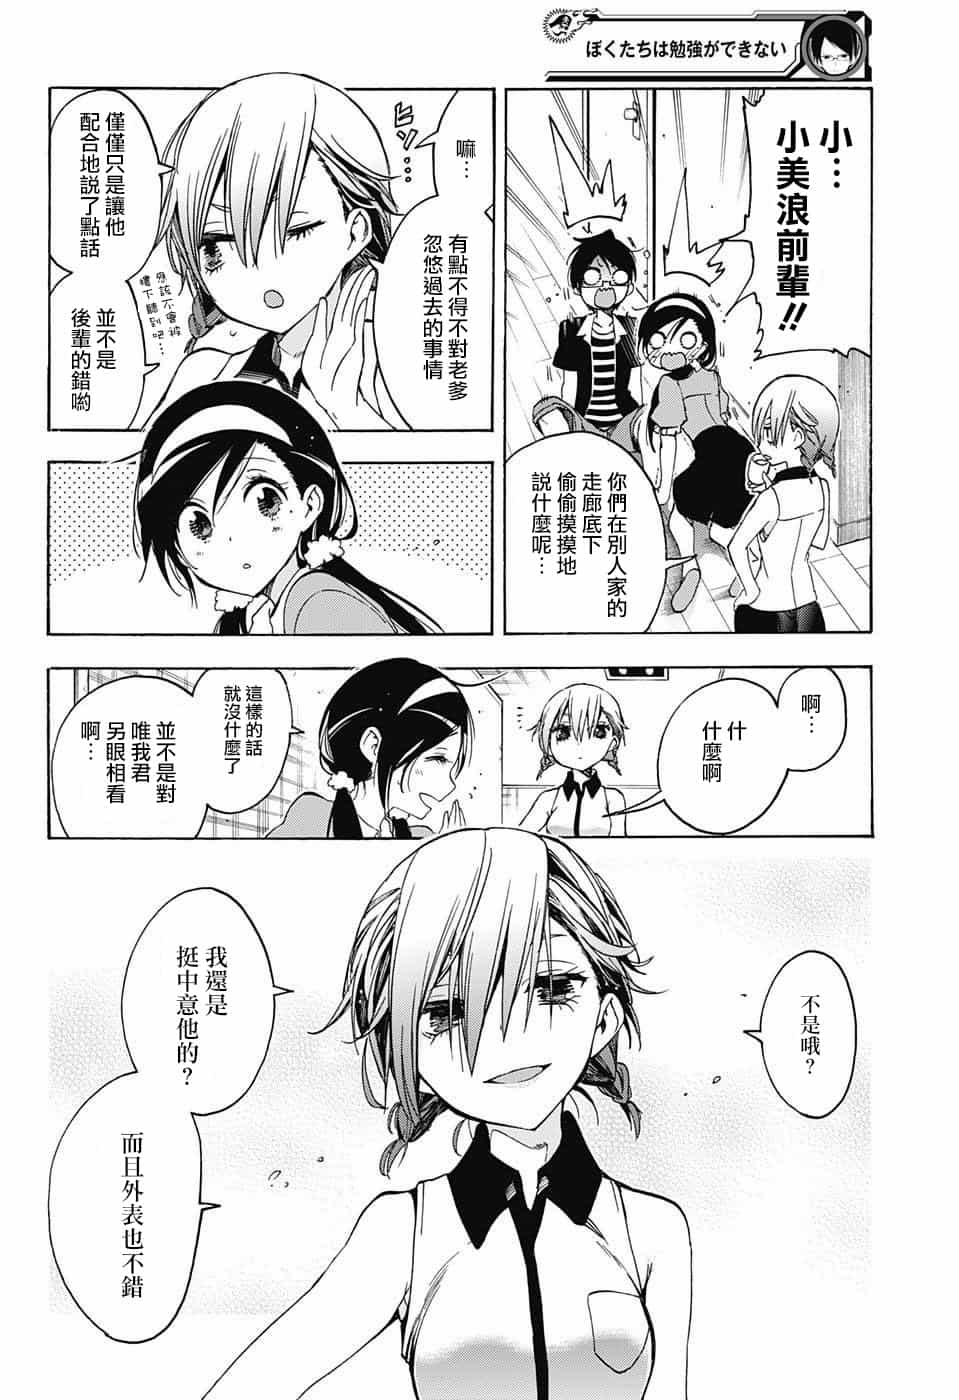 ぼくたちは勉強ができない
小…
小美浪前輩!!
你們在別人家的
走廊底下
偷偷摸摸地
說什麼呢…
嘛…
有點不得不對老爹
忽悠過去的事情
ヒソ…
僅僅只是讓他
配合地說了點話
應該不會被
樓下聽到吧…
並不是
後輩的錯喲
啊…
什
什麼啊
這樣的話
就沒什麼了
並不是對
唯我君
另眼相看
啊…
不是哦?
我還是
挺中意他的?
而且外表也不錯